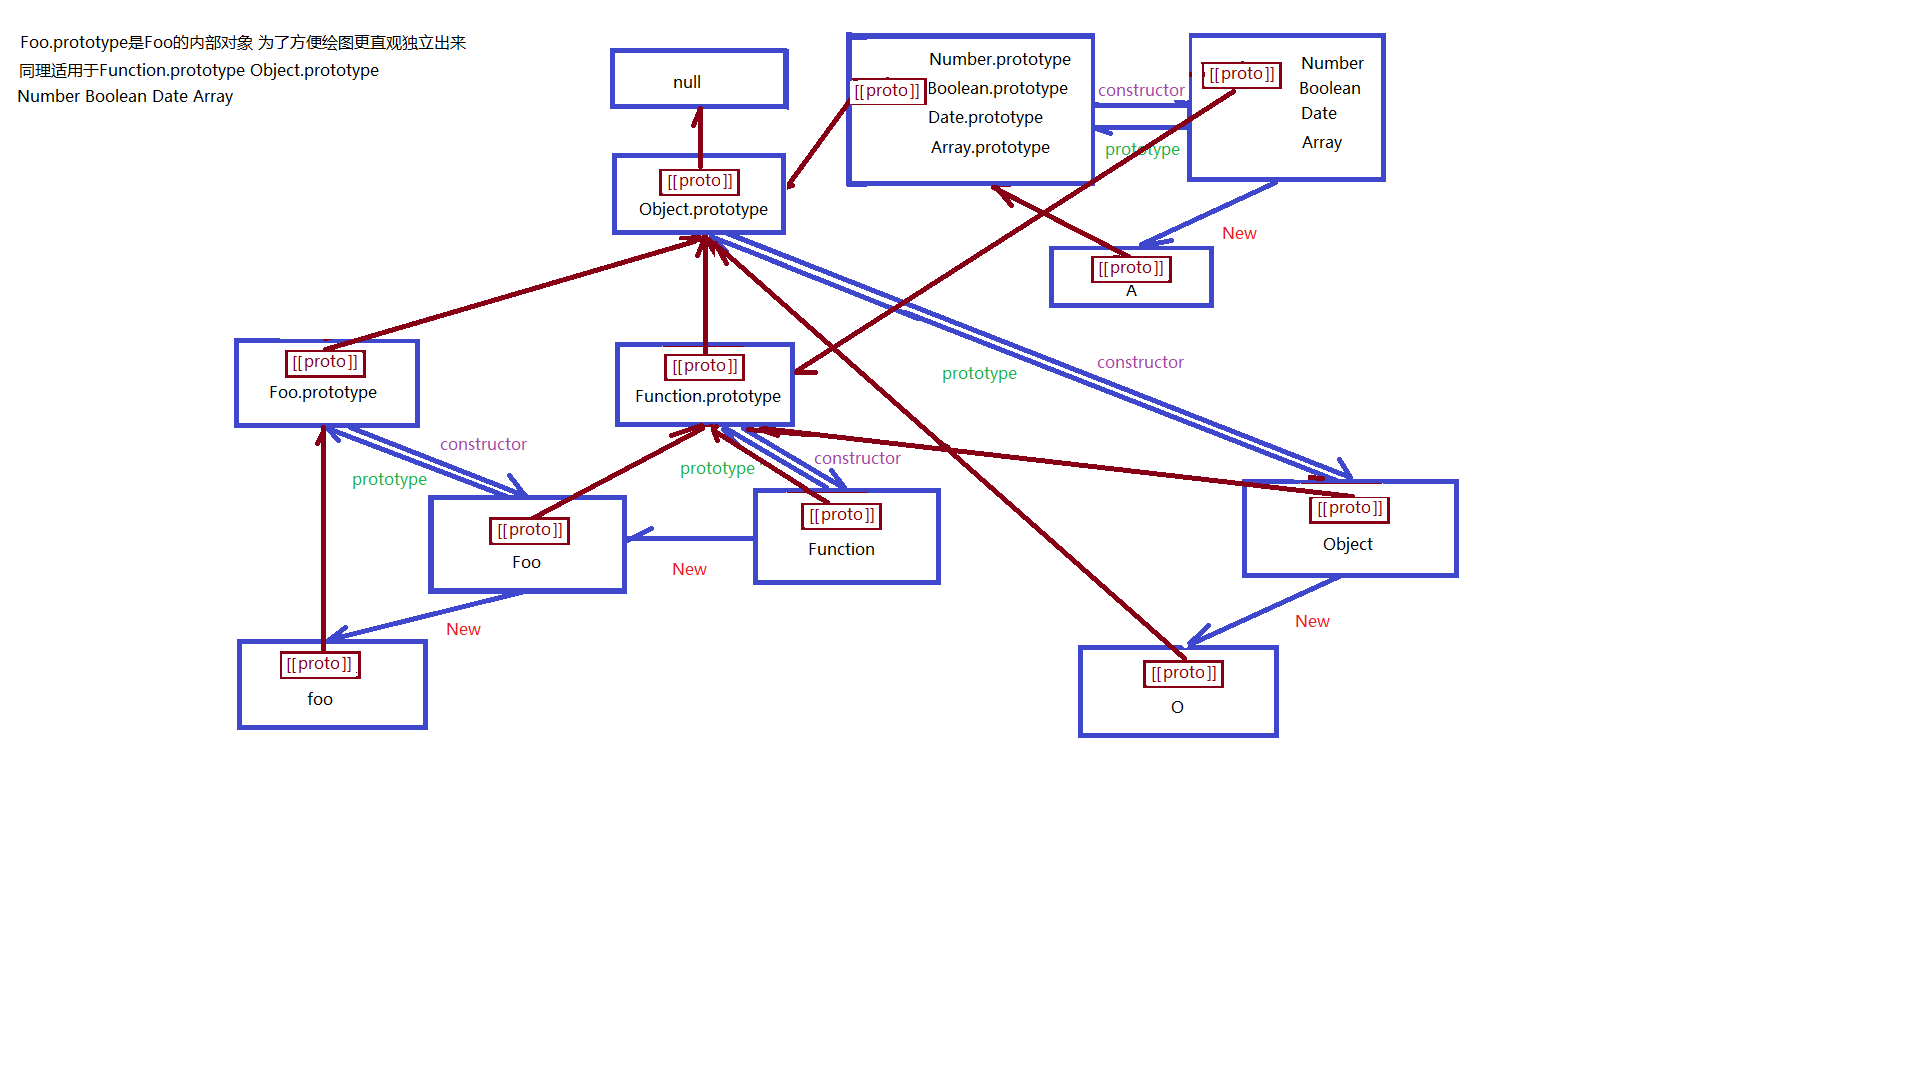 Foo.prototype是Foo的内部对象 为了方便绘图更直观独立出来
同理适用于Function.prototype Object.prototype
Number Boolean Date Array
null
[[proto]]
Object.prototype
Number.prototype
[[proto]]
Boolean.prototype
Date.prototype
Array.prototype
constructor
prototype
[[proto]]
Number
Boolean
Date
Array
New
[[proto]]
A
[[proto]]
Foo.prototype
[[proto]]
Function.prototype
prototype
constructor
constructor
prototype
prototype
constructor
[[proto]]
Foo
New
[[proto]]
Function
[[proto]]
Object
New
[[proto]]
foo
New
[[proto]]
O